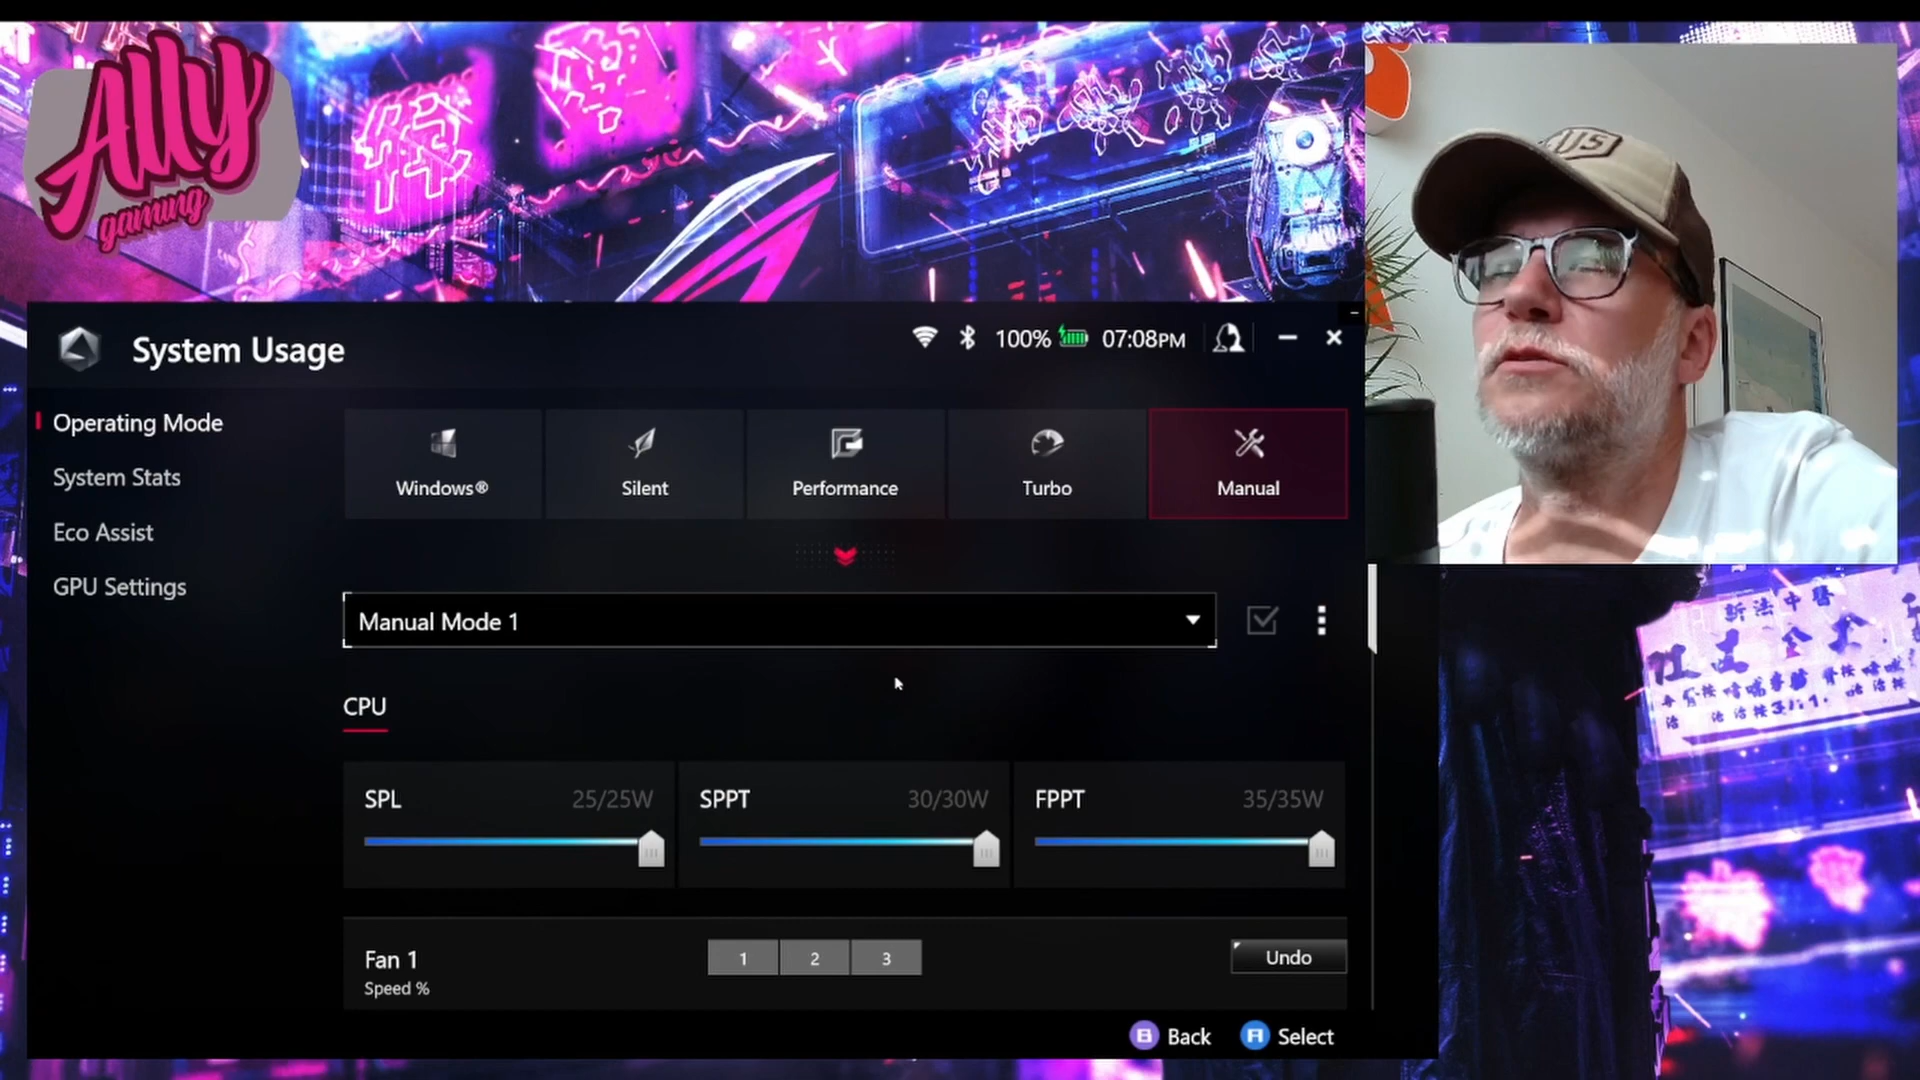 Ally
gaming
System Usage
100%
07:08PM
Operating Mode
System Stats
Eco Assist
GPU Settings
Windows®
Silent
Performance
Turbo
Manual
Manual Mode 1
CPU
SPL 25/25W
SPPT 30/30W
FPPT 35/35W
Fan 1
Speed %
1 2 3
Undo
B Back
A Select